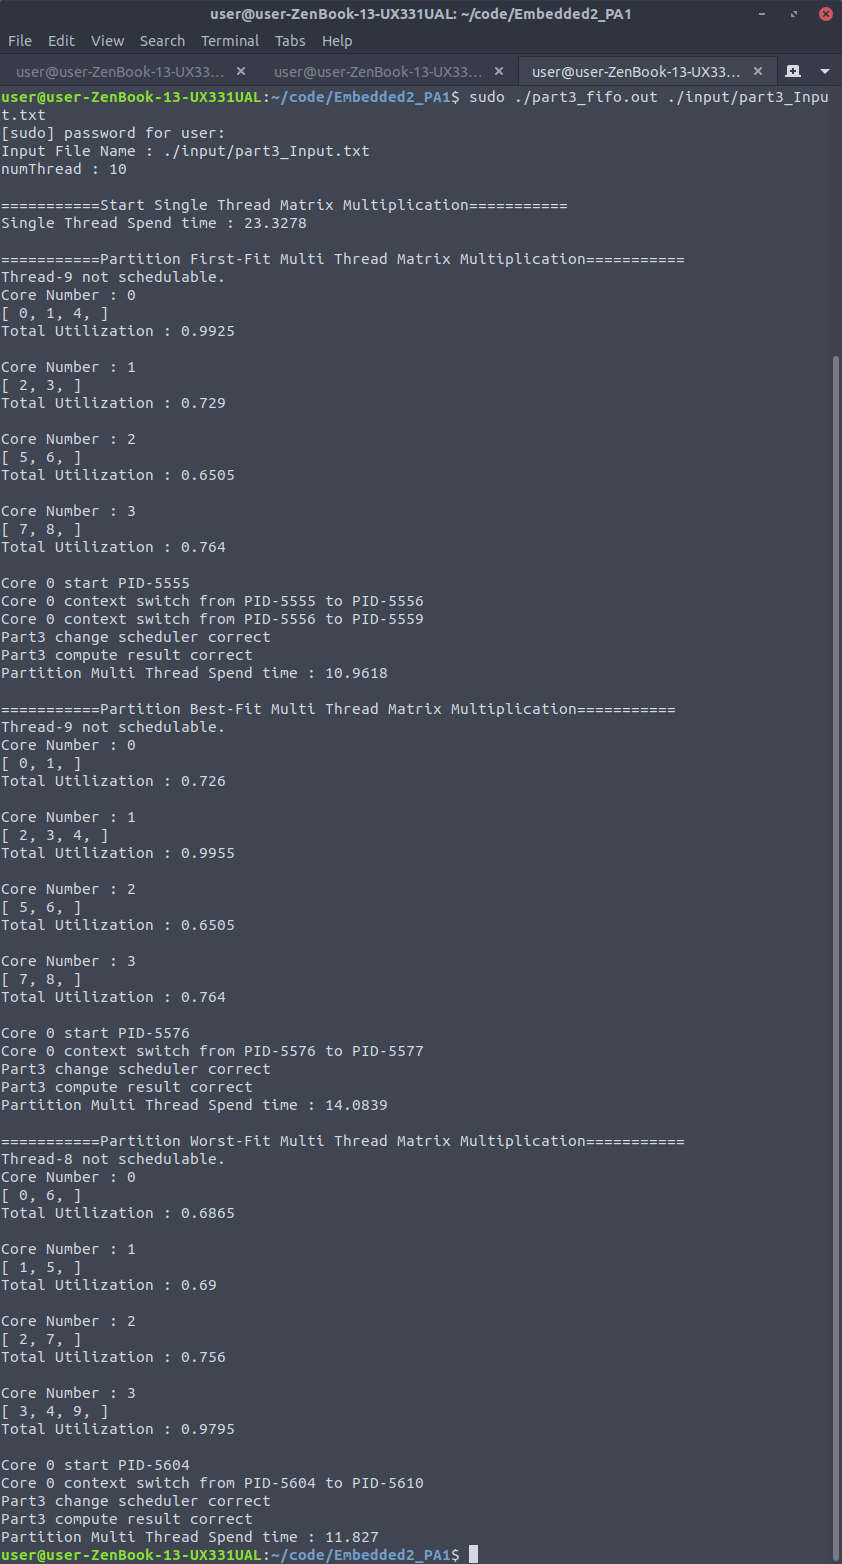 user@user-ZenBook-13-UX331UAL: ~/code/Embedded2_PA1
File Edit View Search Terminal Tabs Help
user@user-ZenBook-13-UX33... × user@user-ZenBook-13-UX33... × user@user-ZenBook-13-UX33... ×
user@user-ZenBook-13-UX331UAL:~/code/Embedded2_PA1$ sudo ./part3_fifo.out ./input/part3_Inpu
t.txt
[sudo] password for user:
Input File Name : ./input/part3_Input.txt
numThread : 10
===========Start Single Thread Matrix Multiplication===========
Single Thread Spend time : 23.3278
===========Partition First-Fit Multi Thread Matrix Multiplication===========
Thread-9 not schedulable.
Core Number : 0
[ 0, 1, 4, ]
Total Utilization : 0.9925
Core Number : 1
[ 2, 3, ]
Total Utilization : 0.729
Core Number : 2
[ 5, 6, ]
Total Utilization : 0.6505
Core Number : 3
[ 7, 8, ]
Total Utilization : 0.764
Core 0 start PID-5555
Core 0 context switch from PID-5555 to PID-5556
Core 0 context switch from PID-5556 to PID-5559
Part3 change scheduler correct
Part3 compute result correct
Partition Multi Thread Spend time : 10.9618
===========Partition Best-Fit Multi Thread Matrix Multiplication===========
Thread-9 not schedulable.
Core Number : 0
[ 0, 1, ]
Total Utilization : 0.726
Core Number : 1
[ 2, 3, 4, ]
Total Utilization : 0.9955
Core Number : 2
[ 5, 6, ]
Total Utilization : 0.6505
Core Number : 3
[ 7, 8, ]
Total Utilization : 0.764
Core 0 start PID-5576
Core 0 context switch from PID-5576 to PID-5577
Part3 change scheduler correct
Part3 compute result correct
Partition Multi Thread Spend time : 14.0839
===========Partition Worst-Fit Multi Thread Matrix Multiplication===========
Thread-8 not schedulable.
Core Number : 0
[ 0, 6, ]
Total Utilization : 0.6865
Core Number : 1
[ 1, 5, ]
Total Utilization : 0.69
Core Number : 2
[ 2, 7, ]
Total Utilization : 0.756
Core Number : 3
[ 3, 4, 9, ]
Total Utilization : 0.9795
Core 0 start PID-5604
Core 0 context switch from PID-5604 to PID-5610
Part3 change scheduler correct
Part3 compute result correct
Partition Multi Thread Spend time : 11.827
user@user-ZenBook-13-UX331UAL:~/code/Embedded2_PA1$